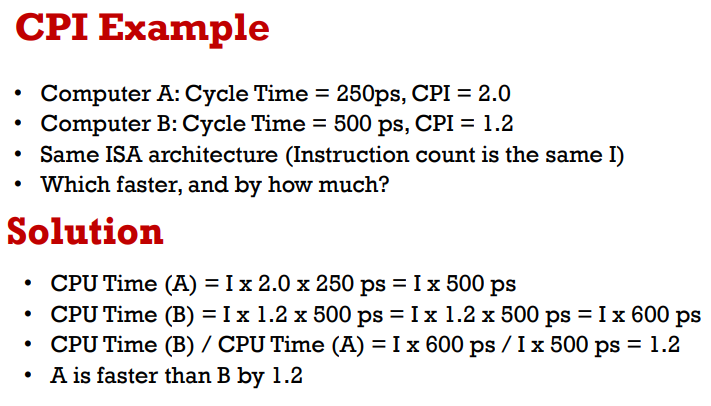 CPI Example
• Computer A: Cycle Time = 250ps, CPI = 2.0
• Computer B: Cycle Time = 500 ps, CPI = 1.2
• Same ISA architecture (Instruction count is the same I)
• Which faster, and by how much?
Solution
• CPU Time (A) = I x 2.0 x 250 ps = I x 500 ps
• CPU Time (B) = I x 1.2 x 500 ps = I x 1.2 x 500 ps = I x 600 ps
• CPU Time (B) / CPU Time (A) = I x 600 ps / I x 500 ps = 1.2
• A is faster than B by 1.2